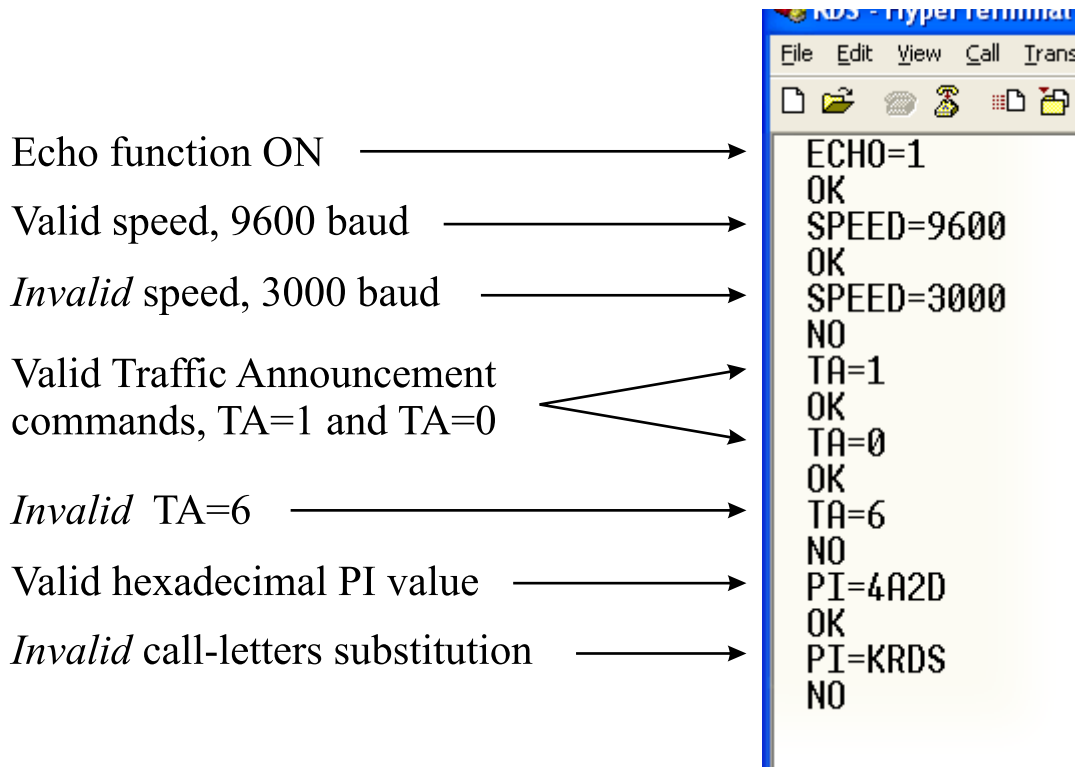 RDS - HyperTerminal
File Edit View Call Trans
Echo function ON
ECHO=1
OK
Valid speed, 9600 baud
SPEED=9600
OK
Invalid speed, 3000 baud
SPEED=3000
NO
Valid Traffic Announcement
commands, TA=1 and TA=0
TA=1
OK
TA=0
OK
Invalid TA=6
TA=6
NO
Valid hexadecimal PI value
PI=4A2D
OK
Invalid call-letters substitution
PI=KRDS
NO